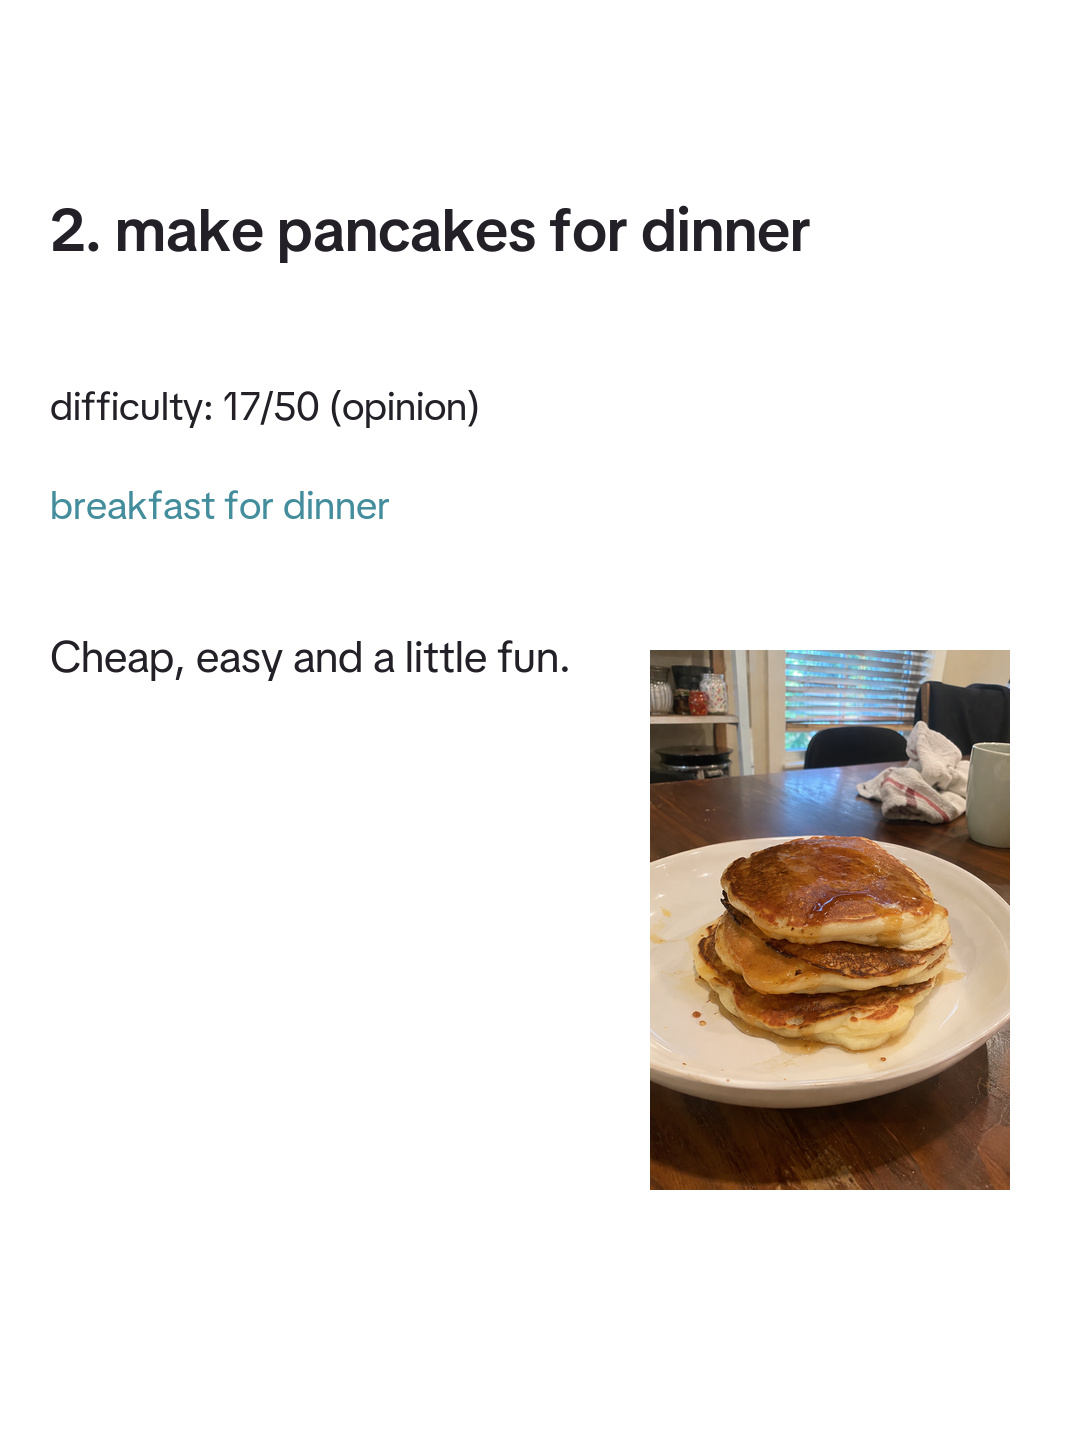 2. make pancakes for dinner
difficulty: 17/50 (opinion)
breakfast for dinner
Cheap, easy and a little fun.